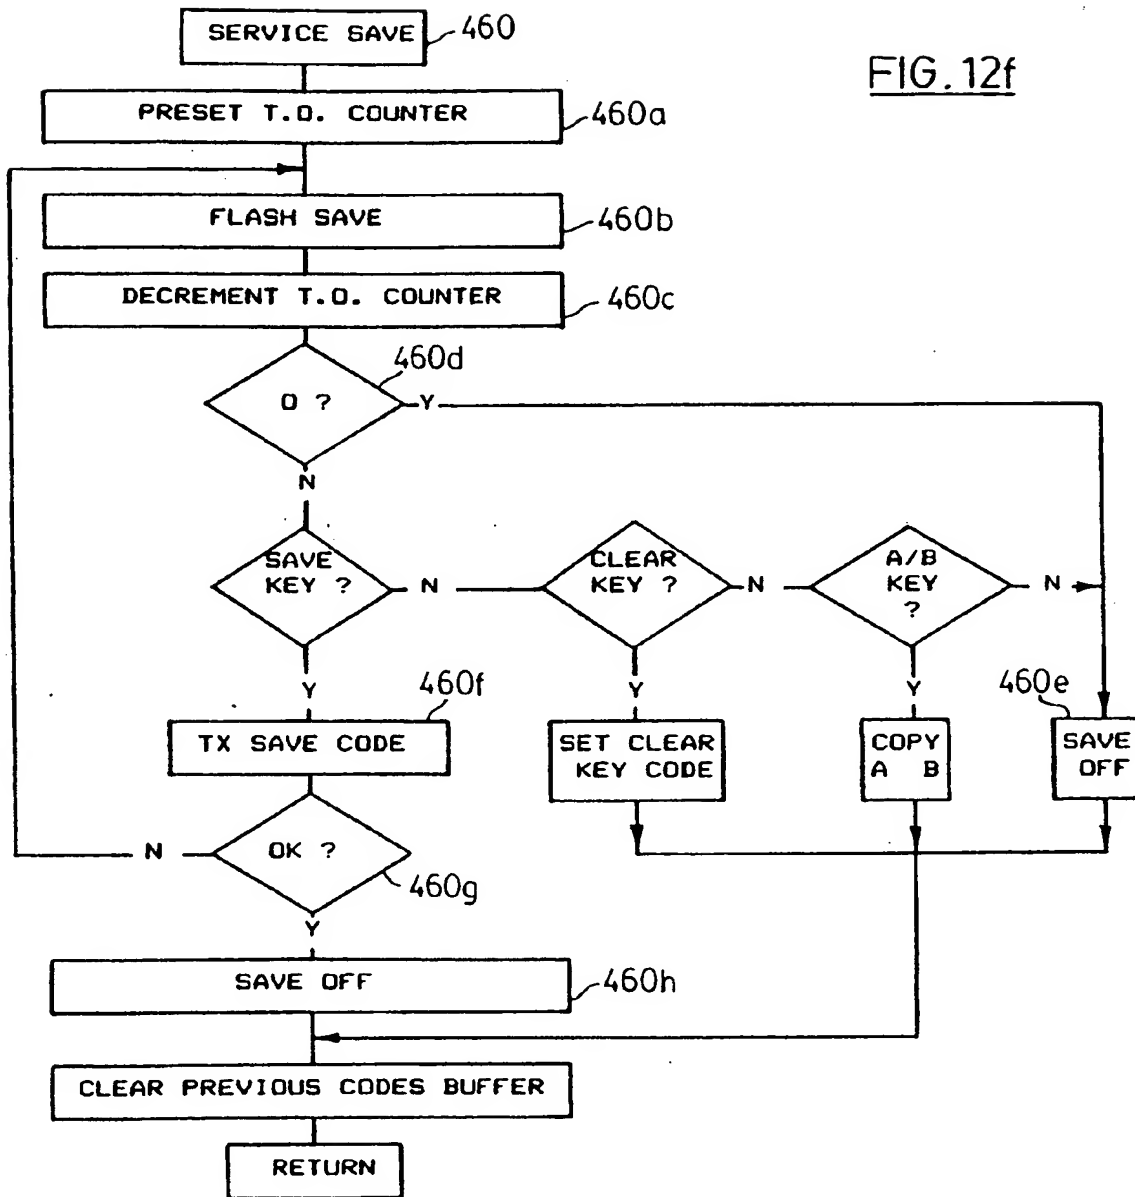 SERVICE SAVE
460
FIG. 12f
PRESET T.O. COUNTER
460a
FLASH SAVE
460b
DECREMENT T.O. COUNTER
460c
460d
0 ?
Y
N
SAVE
KEY ?
N
CLEAR
KEY ?
N
A/B
KEY
?
N
Y
460f
Y
Y
460e
TX SAVE CODE
SET CLEAR
KEY CODE
COPY
A B
SAVE
OFF
N
OK ?
460g
Y
SAVE OFF
460h
CLEAR PREVIOUS CODES BUFFER
RETURN